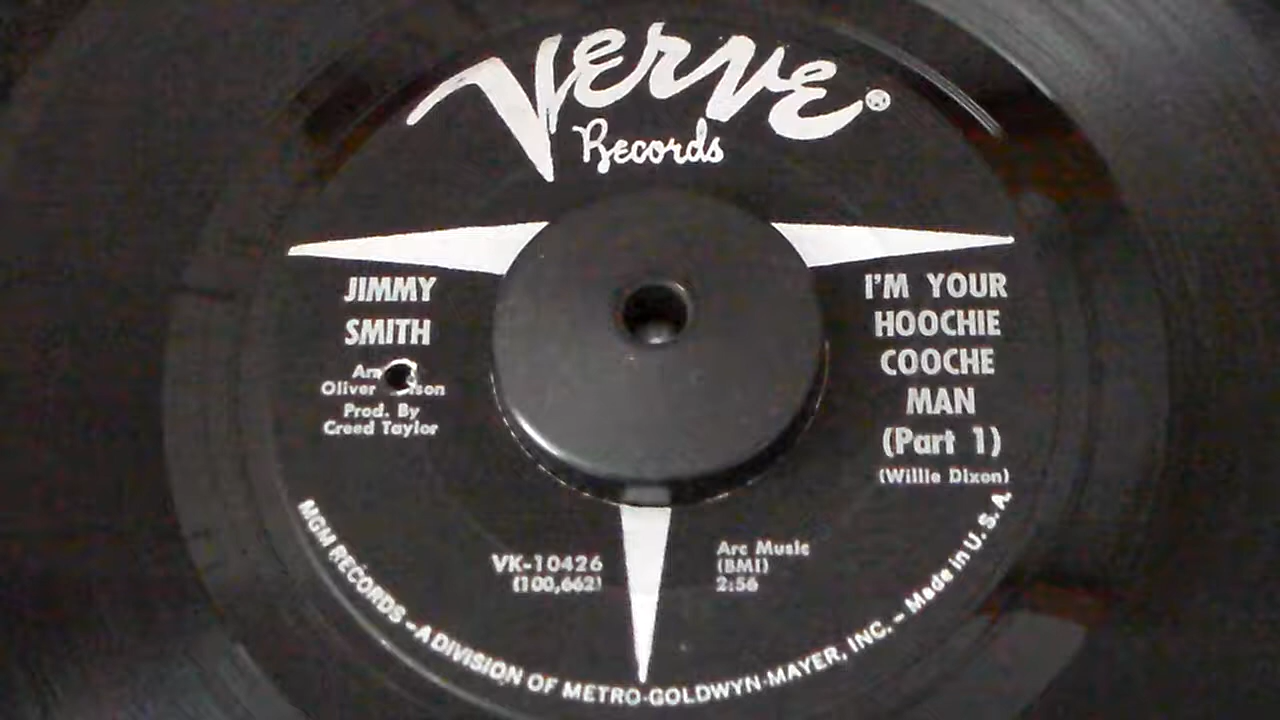 Verve®
Records
JIMMY
SMITH
Oliver
Prod. By
Creed Taylor
I'M YOUR
HOOCHIE
COOCHE
MAN
(Part 1)
(Willie Dixon)
VK-10426
(100,662)
Arc Music
(BMI)
2:56
MGM RECORDS – A DIVISION OF METRO-GOLDWYN-MAYER, INC. – Made in U. S. A.